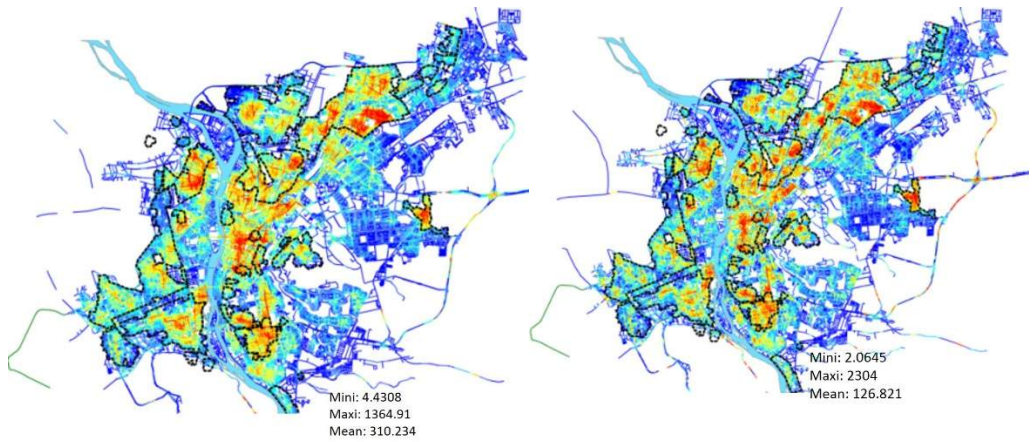 Mini: 4.4308
Maxi: 1364.91
Mean: 310.234
Mini: 2.0645
Maxi: 2304
Mean: 126.821